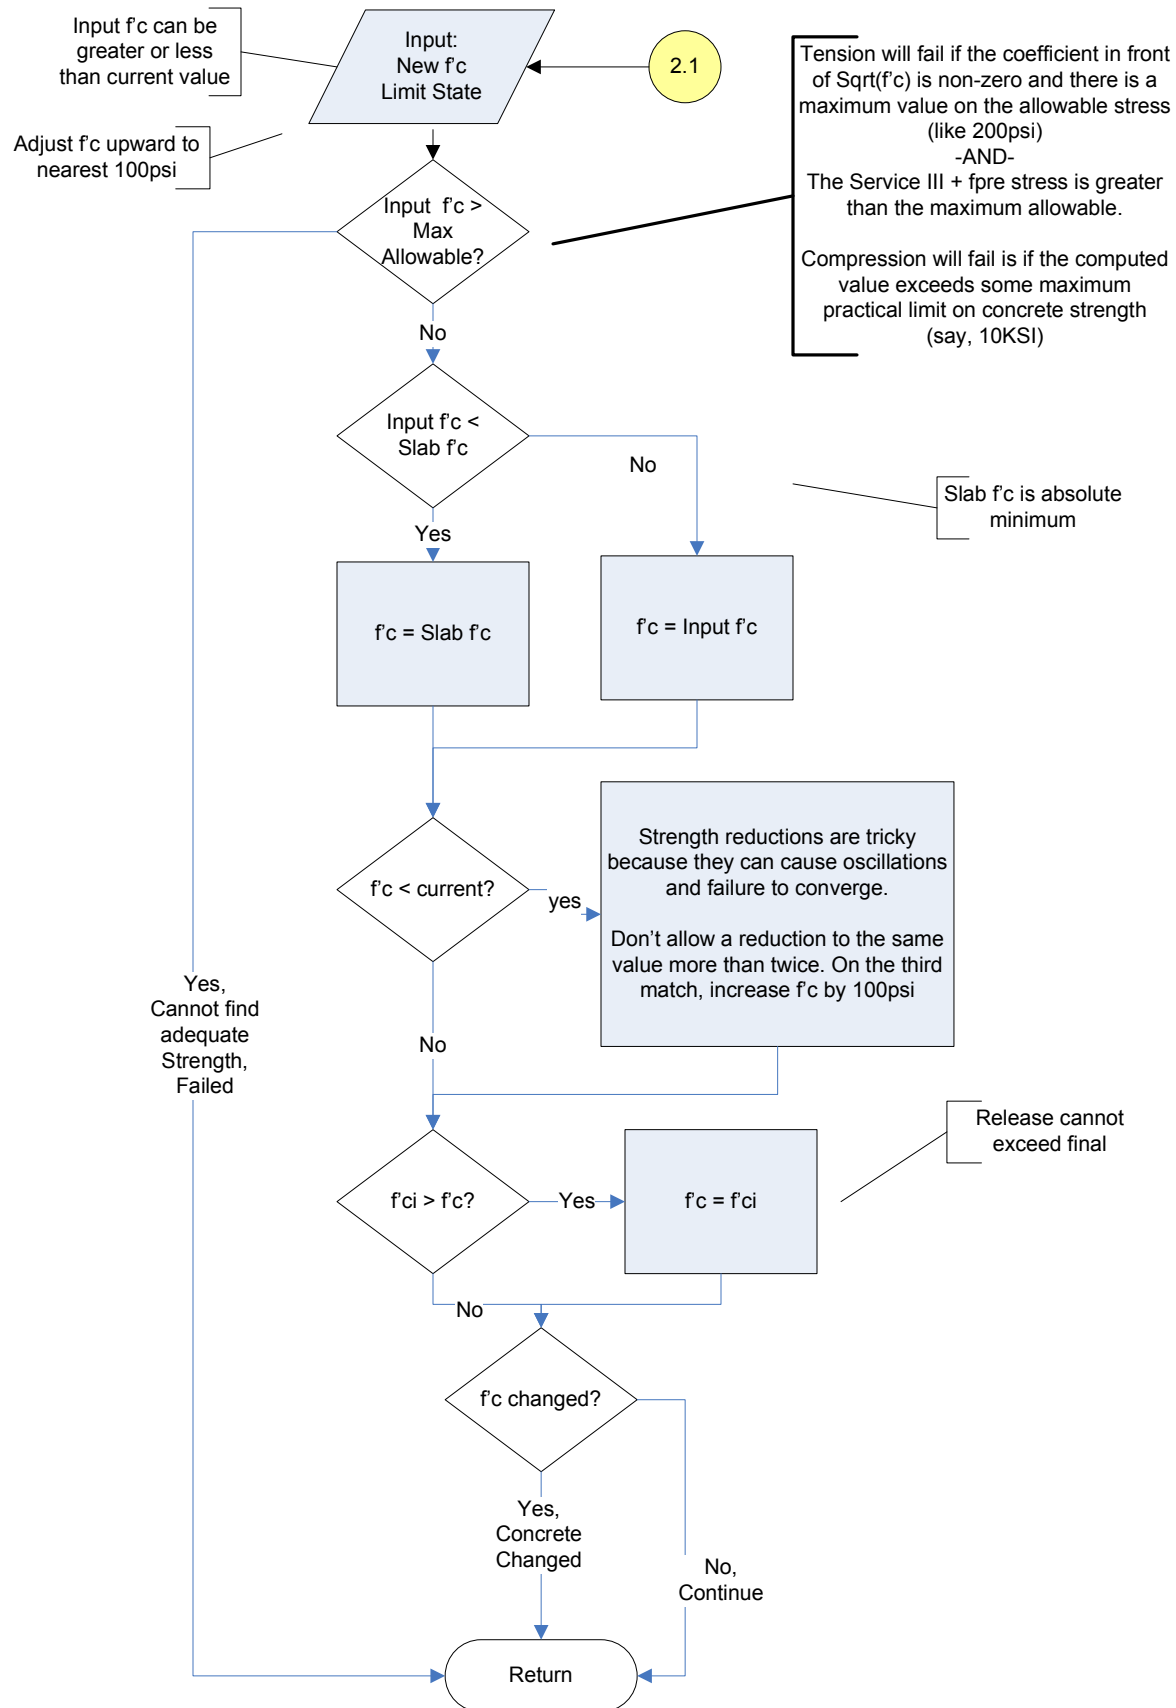 Input f'c can be
greater or less
than current value
Input:
New f'c
Limit State
2.1
Tension will fail if the coefficient in front
of Sqrt(f'c) is non-zero and there is a
maximum value on the allowable stress
(like 200psi)
-AND-
The Service III + fpre stress is greater
than the maximum allowable.
Compression will fail is if the computed
value exceeds some maximum
practical limit on concrete strength
(say, 10KSI)
Adjust f'c upward to
nearest 100psi
Input f'c >
Max
Allowable?
No
Input f'c <
Slab f'c
No
Slab f'c is absolute
minimum
Yes
f'c = Slab f'c
f'c = Input f'c
f'c < current?
yes
Strength reductions are tricky
because they can cause oscillations
and failure to converge.
Don't allow a reduction to the same
value more than twice. On the third
match, increase f'c by 100psi
Yes,
Cannot find
adequate
Strength,
Failed
No
Release cannot
exceed final
f'ci > f'c?
Yes
f'c = f'ci
No
f'c changed?
Yes,
Concrete
Changed
No,
Continue
Return